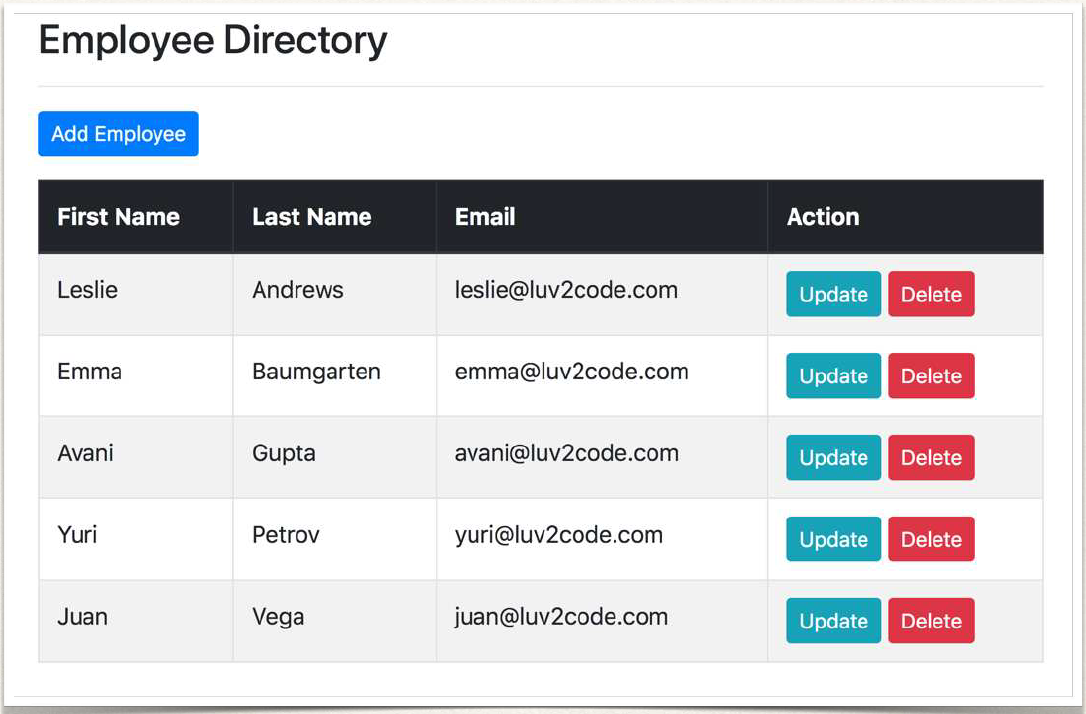 Employee Directory
Add Employee
First Name Last Name Email Action
Leslie Andrews leslie@luv2code.com Update Delete
Emma Baumgarten emma@luv2code.com Update Delete
Avani Gupta avani@luv2code.com Update Delete
Yuri Petrov yuri@luv2code.com Update Delete
Juan Vega juan@luv2code.com Update Delete